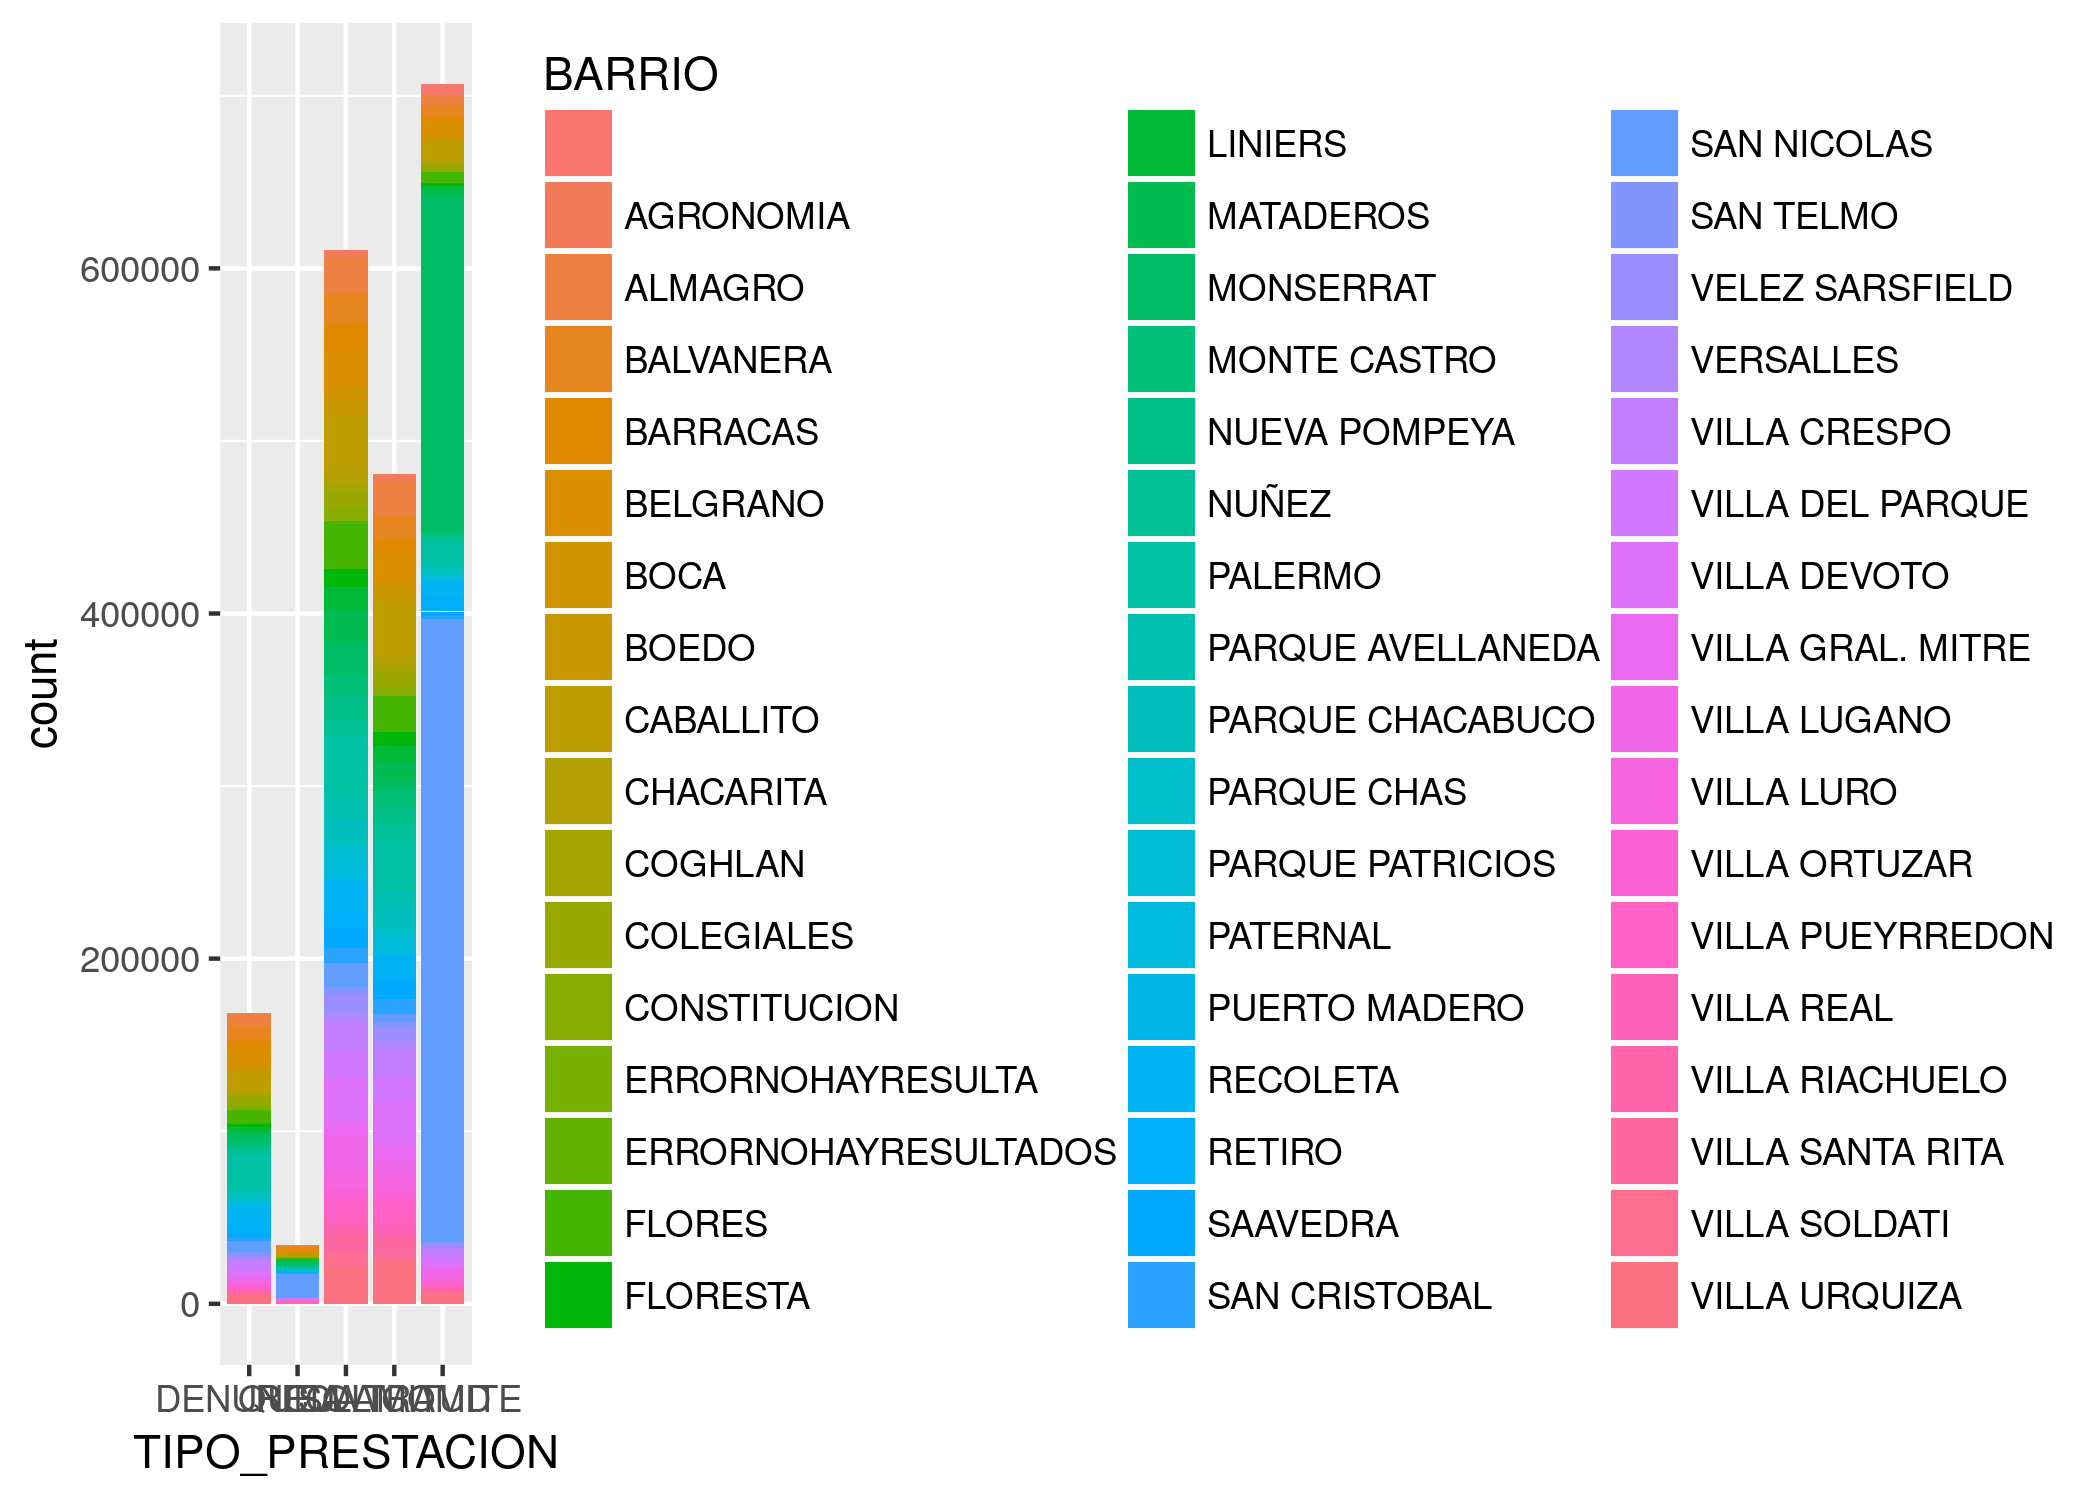 BARRIO
AGRONOMIA
ALMAGRO
BALVANERA
BARRACAS
BELGRANO
BOCA
BOEDO
CABALLITO
CHACARITA
COGHLAN
COLEGIALES
CONSTITUCION
ERRORNOHAYRESULTA
ERRORNOHAYRESULTADOS
FLORES
FLORESTA
LINIERS
MATADEROS
MONSERRAT
MONTE CASTRO
NUEVA POMPEYA
NUÑEZ
PALERMO
PARQUE AVELLANEDA
PARQUE CHACABUCO
PARQUE CHAS
PARQUE PATRICIOS
PATERNAL
PUERTO MADERO
RECOLETA
RETIRO
SAAVEDRA
SAN CRISTOBAL
SAN NICOLAS
SAN TELMO
VELEZ SARSFIELD
VERSALLES
VILLA CRESPO
VILLA DEL PARQUE
VILLA DEVOTO
VILLA GRAL. MITRE
VILLA LUGANO
VILLA LURO
VILLA ORTUZAR
VILLA PUEYRREDON
VILLA REAL
VILLA RIACHUELO
VILLA SANTA RITA
VILLA SOLDATI
VILLA URQUIZA
600000
400000
200000
0
count
TIPO_PRESTACION